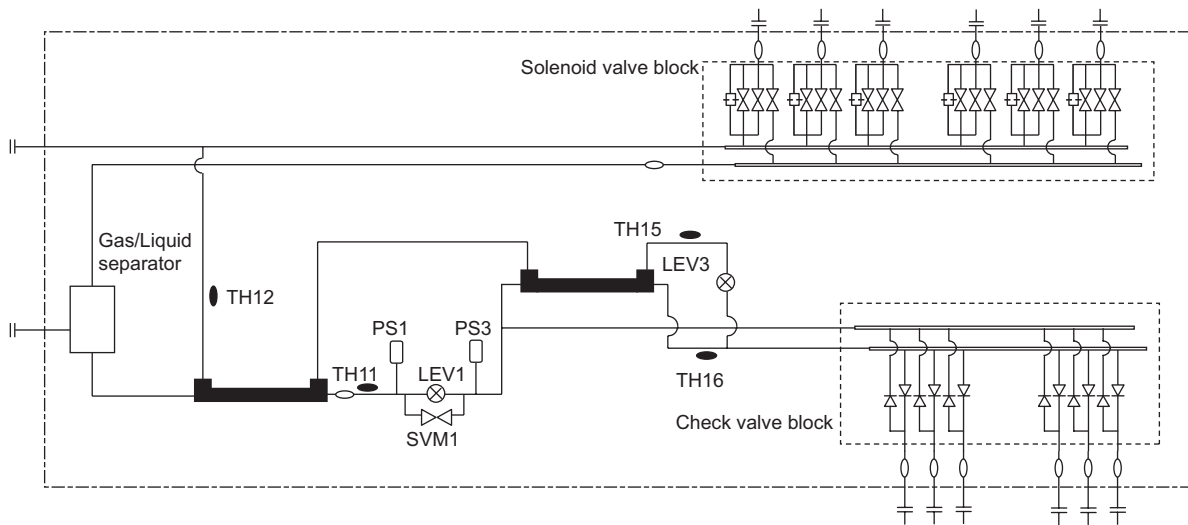 Solenoid valve block
Gas/Liquid
separator
TH12
TH15
LEV3
PS1
PS3
TH11
LEV1
TH16
SVM1
Check valve block